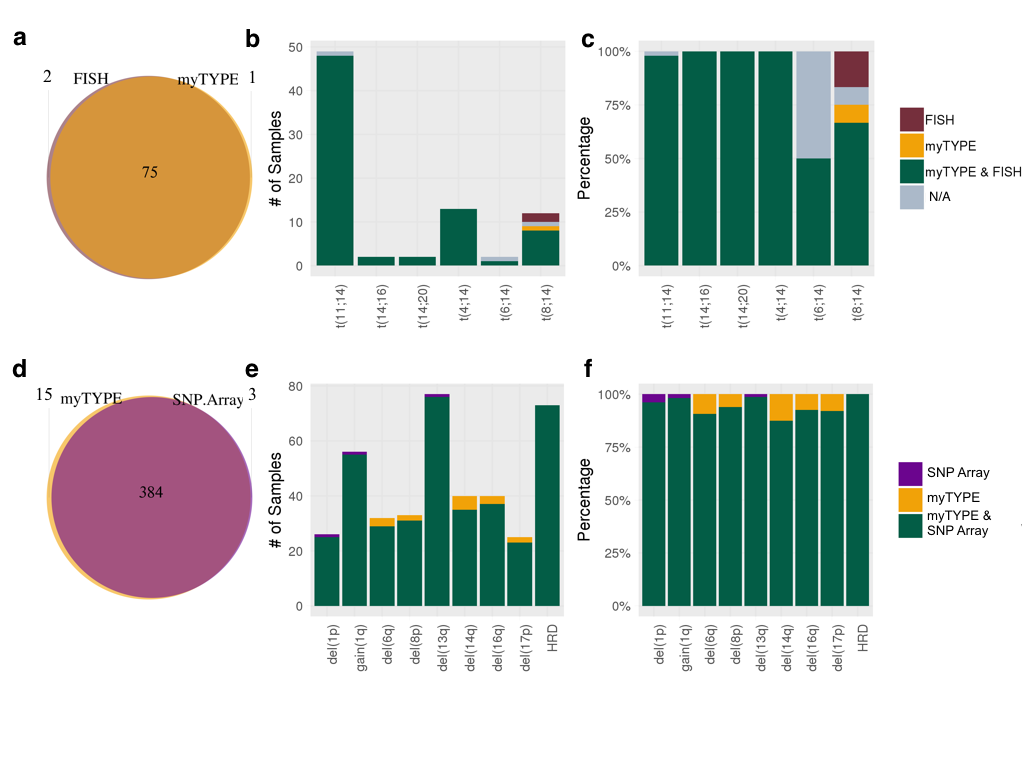 a
2
FISH
myTYPE
1
75
b
# of Samples
50
40
30
20
10
0
t(11;14)
t(14;16)
t(14;20)
t(4;14)
t(6;14)
t(8;14)
c
Percentage
100%
75%
50%
25%
0%
t(11;14)
t(14;16)
t(14;20)
t(4;14)
t(6;14)
t(8;14)
FISH
myTYPE
myTYPE & FISH
N/A
d
15
myTYPE
SNP.Array
3
384
e
# of Samples
80
60
40
20
0
del(1p)
gain(1q)
del(6q)
del(8p)
del(13q)
del(14q)
del(16q)
del(17p)
HRD
f
Percentage
100%
75%
50%
25%
0%
del(1p)
gain(1q)
del(6q)
del(8p)
del(13q)
del(14q)
del(16q)
del(17p)
HRD
SNP Array
myTYPE
myTYPE &
SNP Array